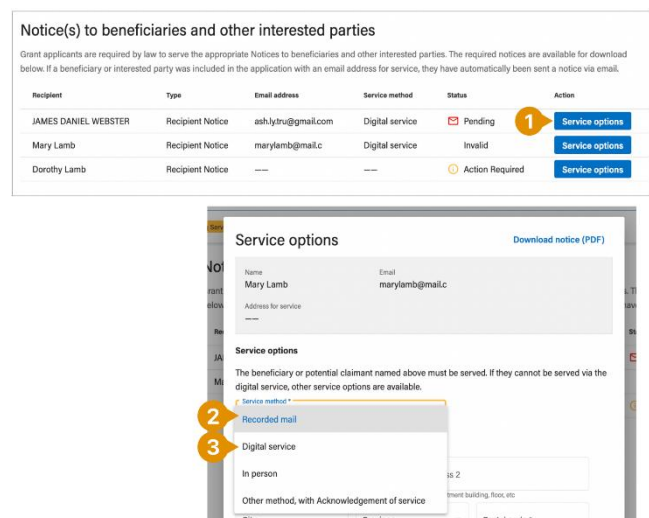 Notice(s) to beneficiaries and other interested parties
Grant applicants are required by law to serve the appropriate Notices to beneficiaries and other interested parties. The required notices are available for download
below. If a beneficiary or interested party was included in the application with an email address for service, they have automatically been sent a notice via email.
Recipient Type Email address Service method Status Action
JAMES DANIEL WEBSTER Recipient Notice ash.ly.tru@gmail.com Digital service Pending 1 Service options
Mary Lamb Recipient Notice marylamb@mail.c Digital service Invalid Service options
Dorothy Lamb Recipient Notice —— —— Action Required Service options
Service options Download notice (PDF)
Name Email
Mary Lamb marylamb@mail.c
Address for service
——
Service options
The beneficiary or potential claimant named above must be served. If they cannot be served via the
digital service, other service options are available.
Service method *
2 Recorded mail
3 Digital service
In person
Other method, with Acknowledgement of service